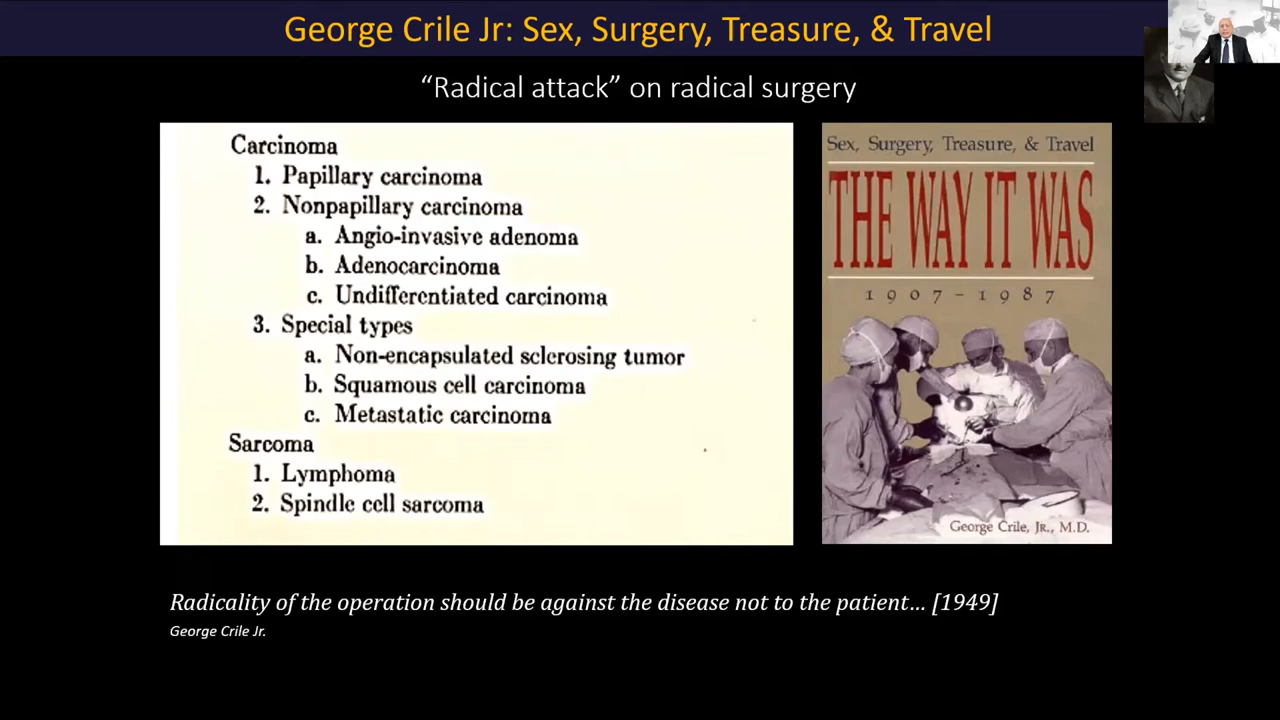 George Crile Jr: Sex, Surgery, Treasure, & Travel
“Radical attack” on radical surgery
Carcinoma
1. Papillary carcinoma
2. Nonpapillary carcinoma
a. Angio-invasive adenoma
b. Adenocarcinoma
c. Undifferentiated carcinoma
3. Special types
a. Non-encapsulated sclerosing tumor
b. Squamous cell carcinoma
c. Metastatic carcinoma
Sarcoma
1. Lymphoma
2. Spindle cell sarcoma
Sex, Surgery, Treasure, & Travel
THE WAY IT WAS
1907-1987
George Crile, Jr., M.D.
Radicality of the operation should be against the disease not to the patient… [1949]
George Crile Jr.